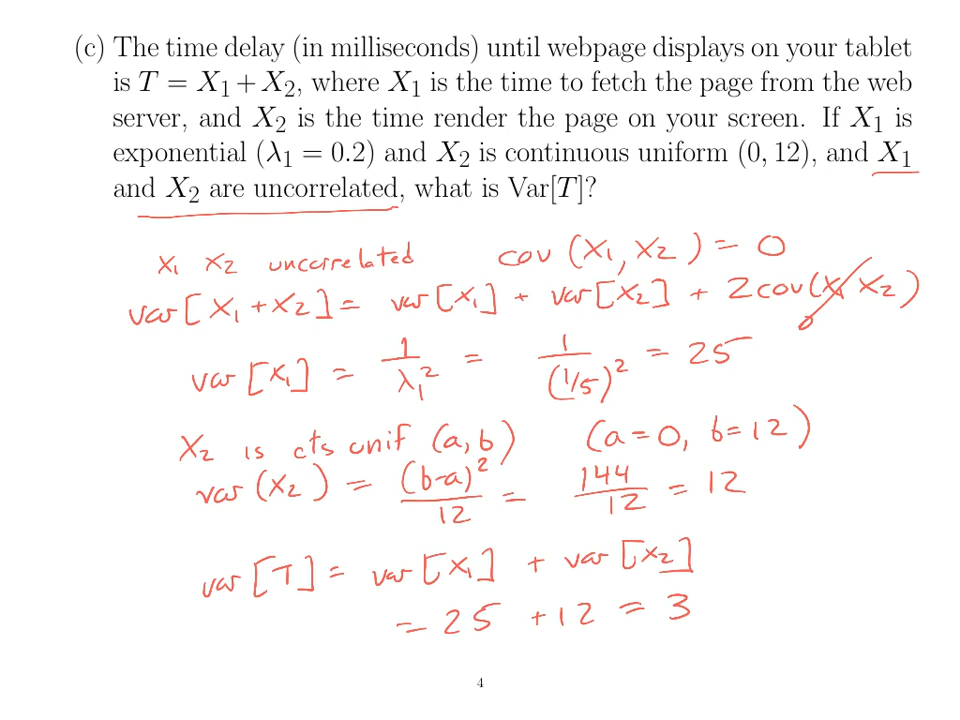 (c) The time delay (in milliseconds) until webpage displays on your tablet
is T = X₁ + X₂, where X₁ is the time to fetch the page from the web
server, and X₂ is the time render the page on your screen. If X₁ is
exponential (λ₁ = 0.2) and X₂ is continuous uniform (0, 12), and X₁
and X₂ are uncorrelated, what is Var[T]?
X₁ X₂ uncorrelated cov (X₁, X₂) = 0
var [X₁ + X₂] = var [X₁] + var [X₂] + 2 cov (X₁ X₂) 0
var [X₁] = 1/λ₁² = 1/(1/5)² = 25
X₂ is cts unif (a, b) (a = 0, b = 12)
var (X₂) = (b-a)²/12 = 144/12 = 12
var [T] = var [X₁] + var [X₂]
= 25 + 12 = 3
4